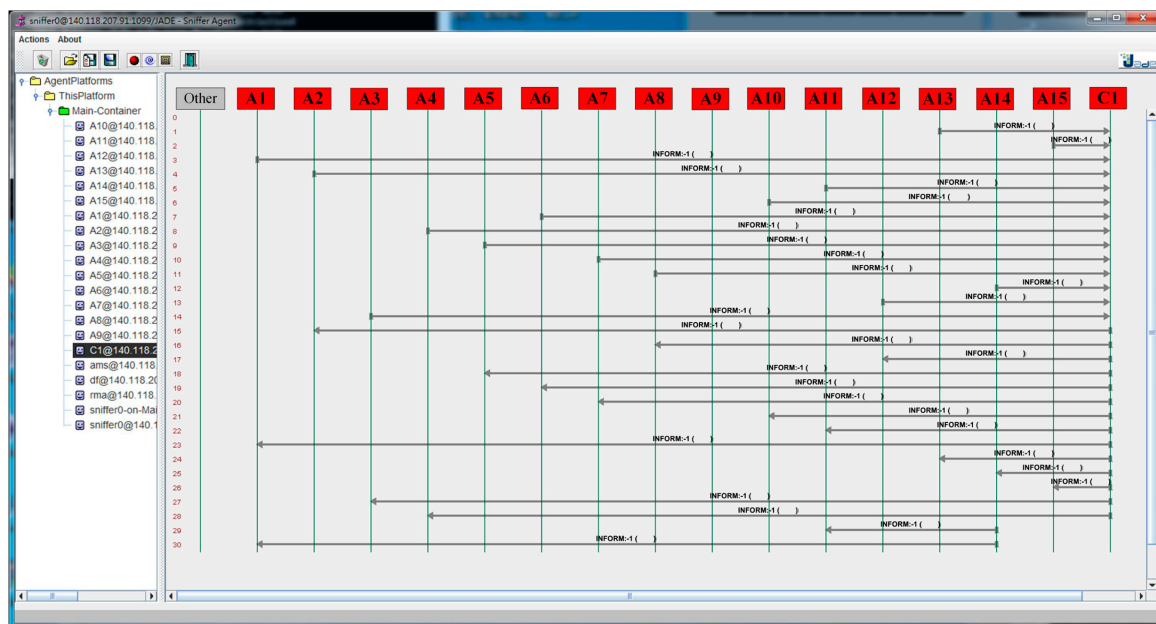 sniffer0@140.118.207.91:1099/JADE - Sniffer Agent
Actions About
AgentPlatforms
ThisPlatform
Main-Container
A10@140.118.
A11@140.118.
A12@140.118.
A13@140.118.
A14@140.118.
A15@140.118.
A1@140.118.2
A2@140.118.2
A3@140.118.2
A4@140.118.2
A5@140.118.2
A6@140.118.2
A7@140.118.2
A8@140.118.2
A9@140.118.2
C1@140.118.2
ams@140.118.
df@140.118.20
rma@140.118.
sniffer0-on-Mai
sniffer0@140.1
Other A1 A2 A3 A4 A5 A6 A7 A8 A9 A10 A11 A12 A13 A14 A15 C1
0
1 INFORM:-1 ( )
2 INFORM:-1 ( )
3 INFORM:-1 ( )
4 INFORM:-1 ( )
5 INFORM:-1 ( )
6 INFORM:-1 ( )
7 INFORM:-1 ( )
8 INFORM:-1 ( )
9 INFORM:-1 ( )
10 INFORM:-1 ( )
11 INFORM:-1 ( )
12 INFORM:-1 ( )
13 INFORM:-1 ( )
14 INFORM:-1 ( )
15 INFORM:-1 ( )
16 INFORM:-1 ( )
17 INFORM:-1 ( )
18 INFORM:-1 ( )
19 INFORM:-1 ( )
20 INFORM:-1 ( )
21 INFORM:-1 ( )
22 INFORM:-1 ( )
23 INFORM:-1 ( )
24 INFORM:-1 ( )
25 INFORM:-1 ( )
26 INFORM:-1 ( )
27 INFORM:-1 ( )
28 INFORM:-1 ( )
29 INFORM:-1 ( )
30 INFORM:-1 ( )